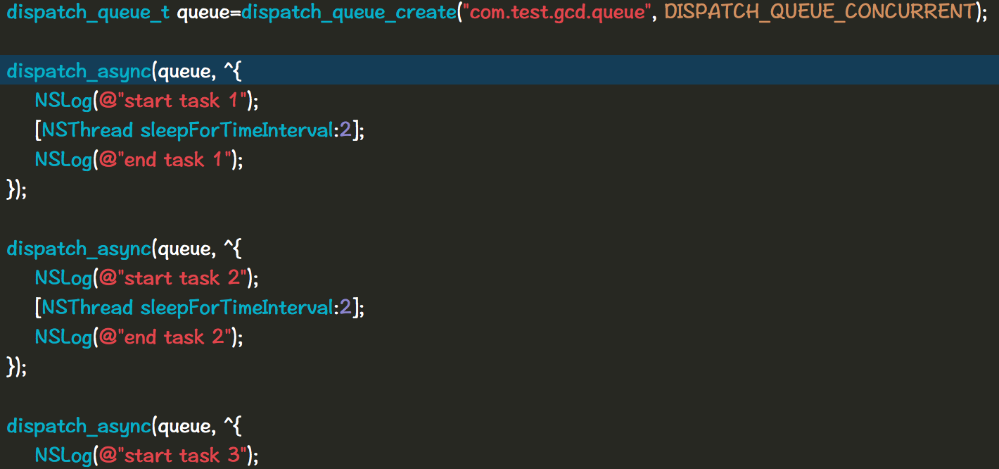 dispatch_queue_t queue=dispatch_queue_create("com.test.gcd.queue", DISPATCH_QUEUE_CONCURRENT);
dispatch_async(queue, ^{
NSLog(@"start task 1");
[NSThread sleepForTimeInterval:2];
NSLog(@"end task 1");
});
dispatch_async(queue, ^{
NSLog(@"start task 2");
[NSThread sleepForTimeInterval:2];
NSLog(@"end task 2");
});
dispatch_async(queue, ^{
NSLog(@"start task 3");